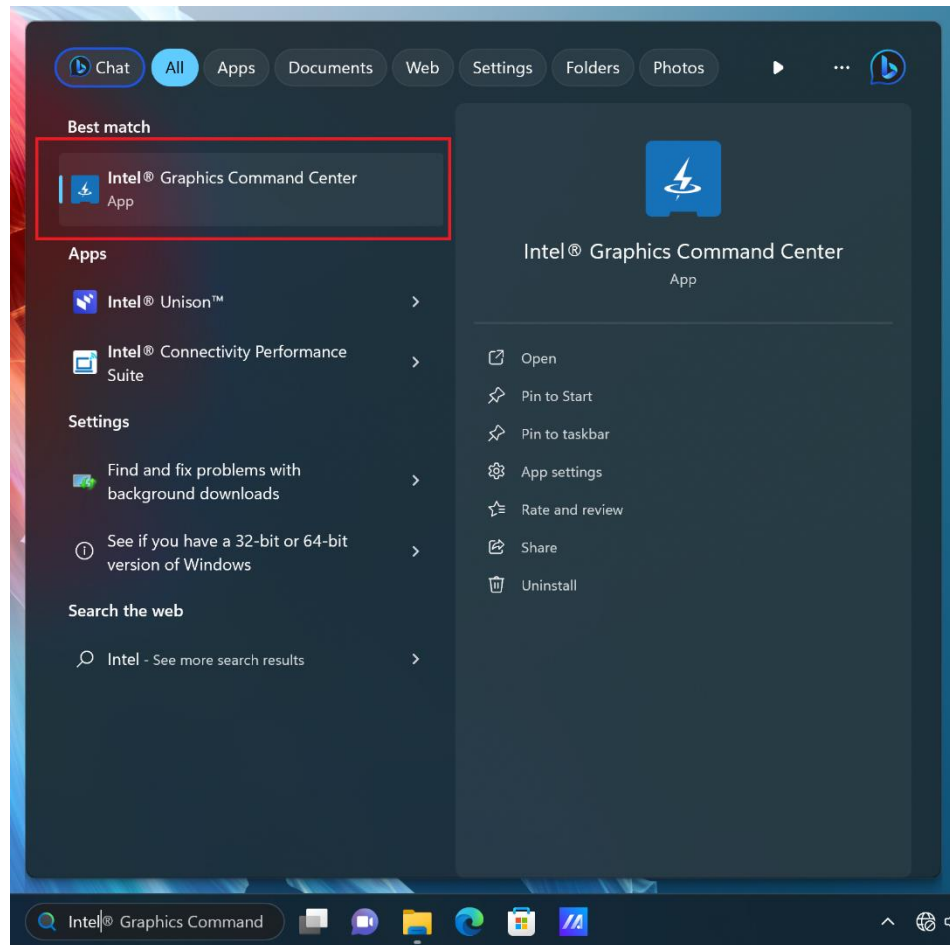 Chat All Apps Documents Web Settings Folders Photos ...
Best match
Intel® Graphics Command Center
App
Apps
Intel® Unison™
Intel® Connectivity Performance
Suite
Settings
Find and fix problems with
background downloads
See if you have a 32-bit or 64-bit
version of Windows
Search the web
Intel - See more search results
Intel® Graphics Command Center
App
Open
Pin to Start
Pin to taskbar
App settings
Rate and review
Share
Uninstall
Intel® Graphics Command